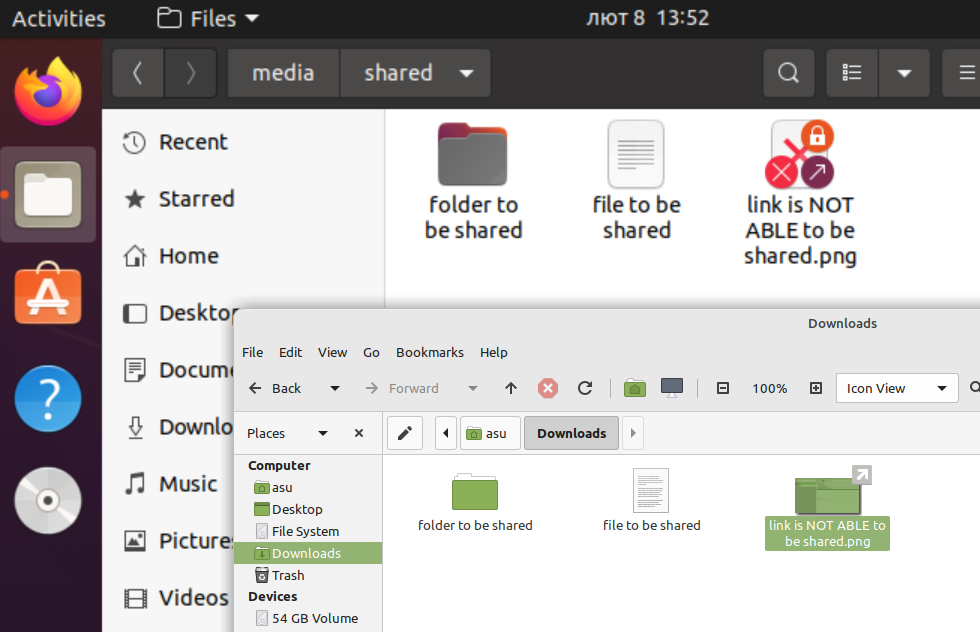 Activities
Files
лют 8 13:52
media
shared
Recent
Starred
Home
Desktop
Docume
Downlo
Music
Pictures
Videos
folder to
be shared
file to be
shared
link is NOT
ABLE to be
shared.png
Downloads
File Edit View Go Bookmarks Help
Back
Forward
100%
Icon View
Places
asu
Downloads
Computer
asu
Desktop
File System
Downloads
Trash
Devices
54 GB Volume
folder to be shared
file to be shared
link is NOT ABLE to
be shared.png